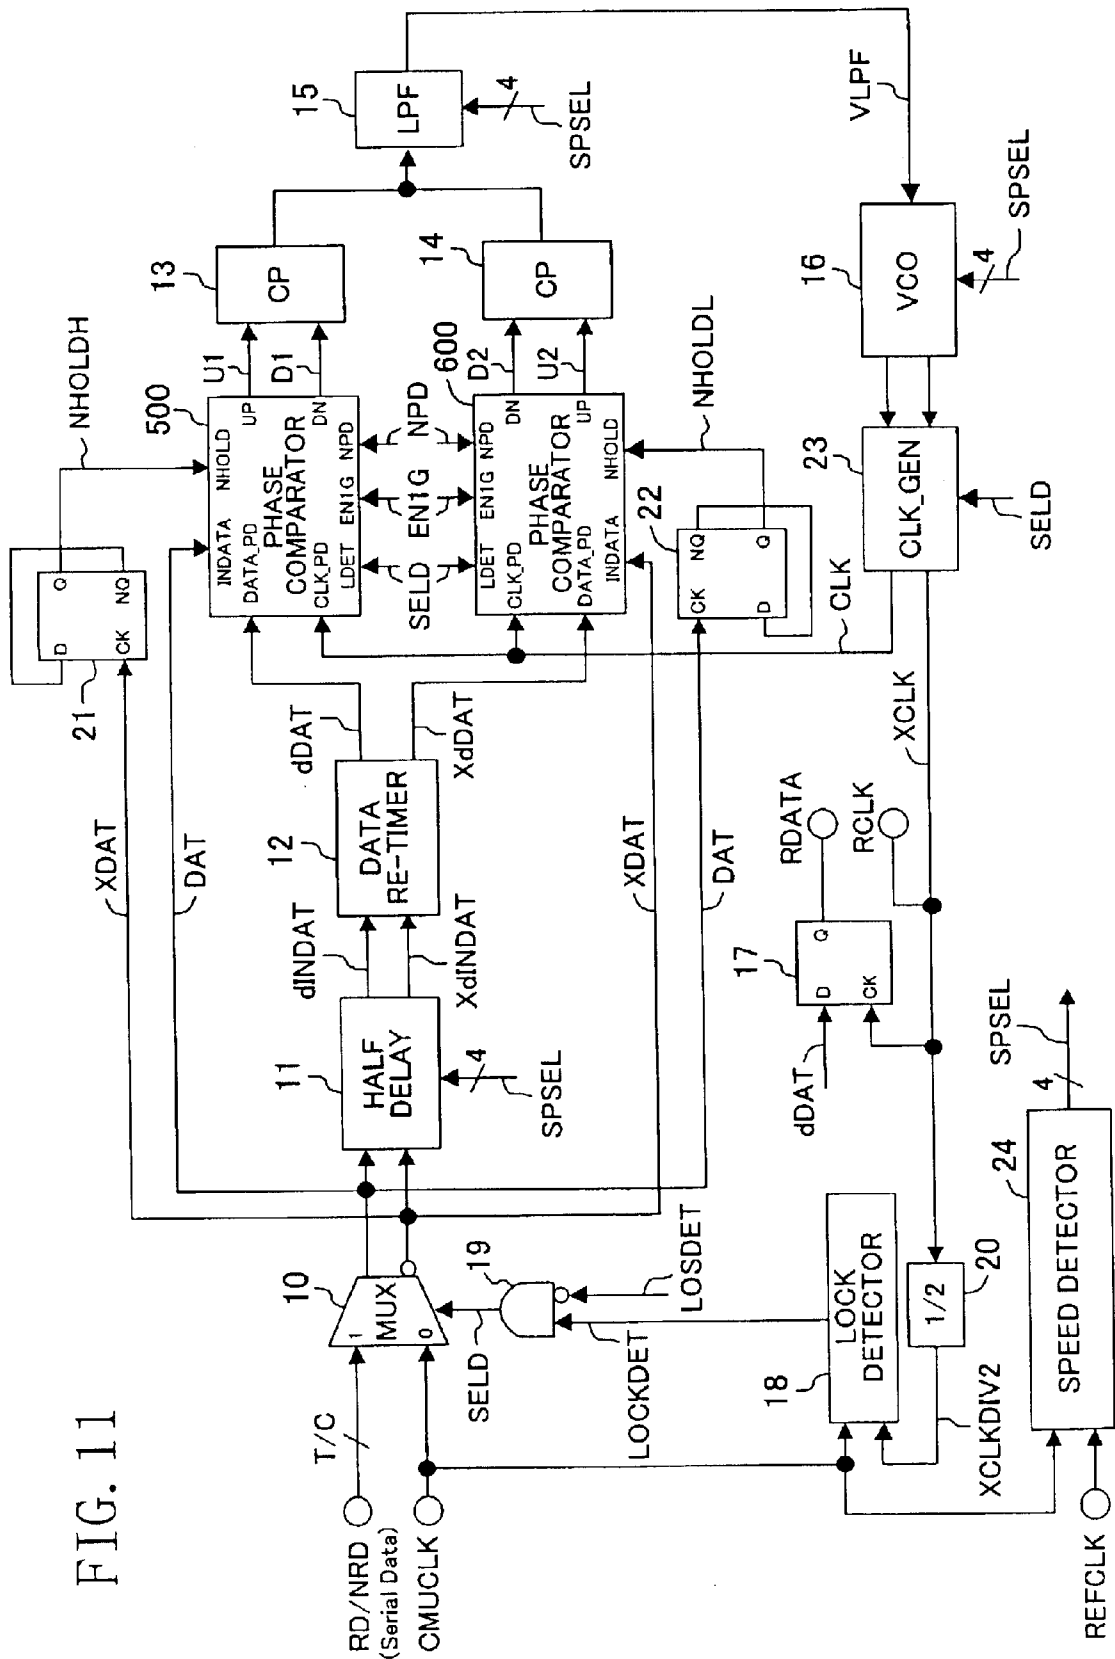 FIG. 11
RD/NRD
(Serial Data)
T/C
CMUCLK
10
1
MUX
0
SELD
19
LOCKDET
LOSDET
XDAT
DAT
11
HALF
DELAY
4
SPSEL
dINDAT
XdINDAT
12
DATA
RE-TIMER
dDAT
XdDAT
XDAT
DAT
21
D
Q
CK
NQ
NHOLDH
500
INDATA
NHOLD
DATA_PD
PHASE
COMPARATOR
CLK_PD
UP
DN
LDET
EN1G
NPD
U1
D1
SELD
EN1G
NPD
600
LDET
EN1G
NPD
CLK_PD
PHASE
COMPARATOR
DATA_PD
DN
UP
INDATA
NHOLD
D2
U2
22
CK
NQ
D
Q
NHOLDL
13
CP
14
CP
15
LPF
4
SPSEL
VLPF
16
VCO
4
SPSEL
23
CLK_GEN
SELD
CLK
XCLK
RDATA
RCLK
17
D
Q
CK
dDAT
18
LOCK
DETECTOR
20
1/2
XCLKDIV2
24
SPEED DETECTOR
4
SPSEL
REFCLK